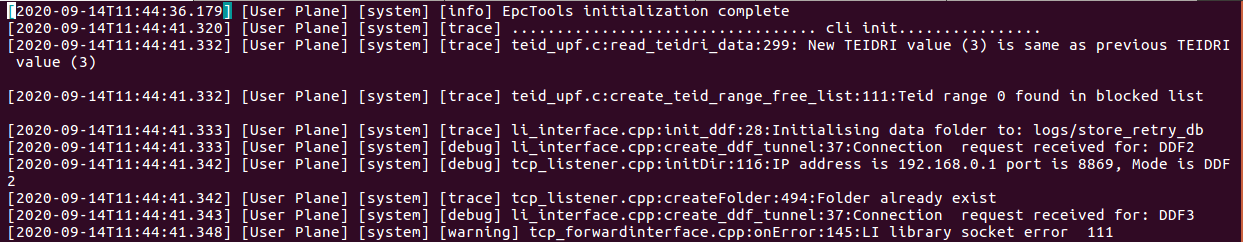 [2020-09-14T11:44:36.179] [User Plane] [system] [info] EpcTools initialization complete
[2020-09-14T11:44:41.320] [User Plane] [system] [trace] .................................. cli init................
[2020-09-14T11:44:41.332] [User Plane] [system] [trace] teid_upf.c:read_teidri_data:299: New TEIDRI value (3) is same as previous TEIDRI
 value (3)
[2020-09-14T11:44:41.332] [User Plane] [system] [trace] teid_upf.c:create_teid_range_free_list:111:Teid range 0 found in blocked list
[2020-09-14T11:44:41.333] [User Plane] [system] [trace] li_interface.cpp:init_ddf:28:Initialising data folder to: logs/store_retry_db
[2020-09-14T11:44:41.333] [User Plane] [system] [debug] li_interface.cpp:create_ddf_tunnel:37:Connection  request received for: DDF2
[2020-09-14T11:44:41.342] [User Plane] [system] [debug] tcp_listener.cpp:initDir:116:IP address is 192.168.0.1 port is 8869, Mode is DDF
2
[2020-09-14T11:44:41.342] [User Plane] [system] [trace] tcp_listener.cpp:createFolder:494:Folder already exist
[2020-09-14T11:44:41.343] [User Plane] [system] [debug] li_interface.cpp:create_ddf_tunnel:37:Connection  request received for: DDF3
[2020-09-14T11:44:41.348] [User Plane] [system] [warning] tcp_forwardinterface.cpp:onError:145:LI library socket error  111